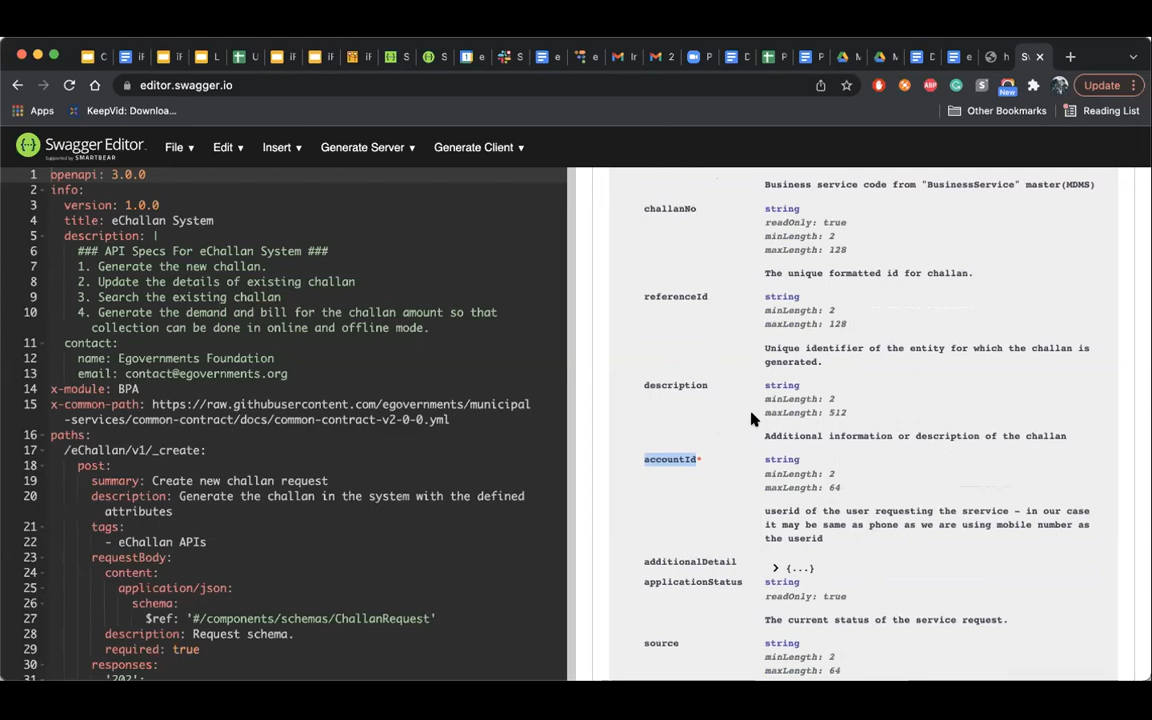 editor.swagger.io
New
Update
Apps
KeepVid: Downloa...
Other Bookmarks
Reading List
Swagger Editor
Supported by SMARTBEAR
File
Edit
Insert
Generate Server
Generate Client
1 openapi: 3.0.0
2 info:
3 version: 1.0.0
4 title: eChallan System
5 description: |
6 ### API Specs For eChallan System ###
7 1. Generate the new challan.
8 2. Update the details of existing challan
9 3. Search the existing challan
10 4. Generate the demand and bill for the challan amount so that
collection can be done in online and offline mode.
11 contact:
12 name: Egovernments Foundation
13 email: contact@egovernments.org
14 x-module: BPA
15 x-common-path: https://raw.githubusercontent.com/egovernments/municipal
-services/common-contract/docs/common-contract-v2-0-0.yml
16 paths:
17 /eChallan/v1/_create:
18 post:
19 summary: Create new challan request
20 description: Generate the challan in the system with the defined
attributes
21 tags:
22 - eChallan APIs
23 requestBody:
24 content:
25 application/json:
26 schema:
27 $ref: '#/components/schemas/ChallanRequest'
28 description: Request schema.
29 required: true
30 responses:
31 '202':
Business service code from "BusinessService" master(MDMS)
challanNo string
readOnly: true
minLength: 2
maxLength: 128
The unique formatted id for challan.
referenceId string
minLength: 2
maxLength: 128
Unique identifier of the entity for which the challan is
generated.
description string
minLength: 2
maxLength: 512
Additional information or description of the challan
accountId* string
minLength: 2
maxLength: 64
userid of the user requesting the srervice - in our case
it may be same as phone as we are using mobile number as
the userid
additionalDetail {...}
applicationStatus string
readOnly: true
The current status of the service request.
source string
minLength: 2
maxLength: 64